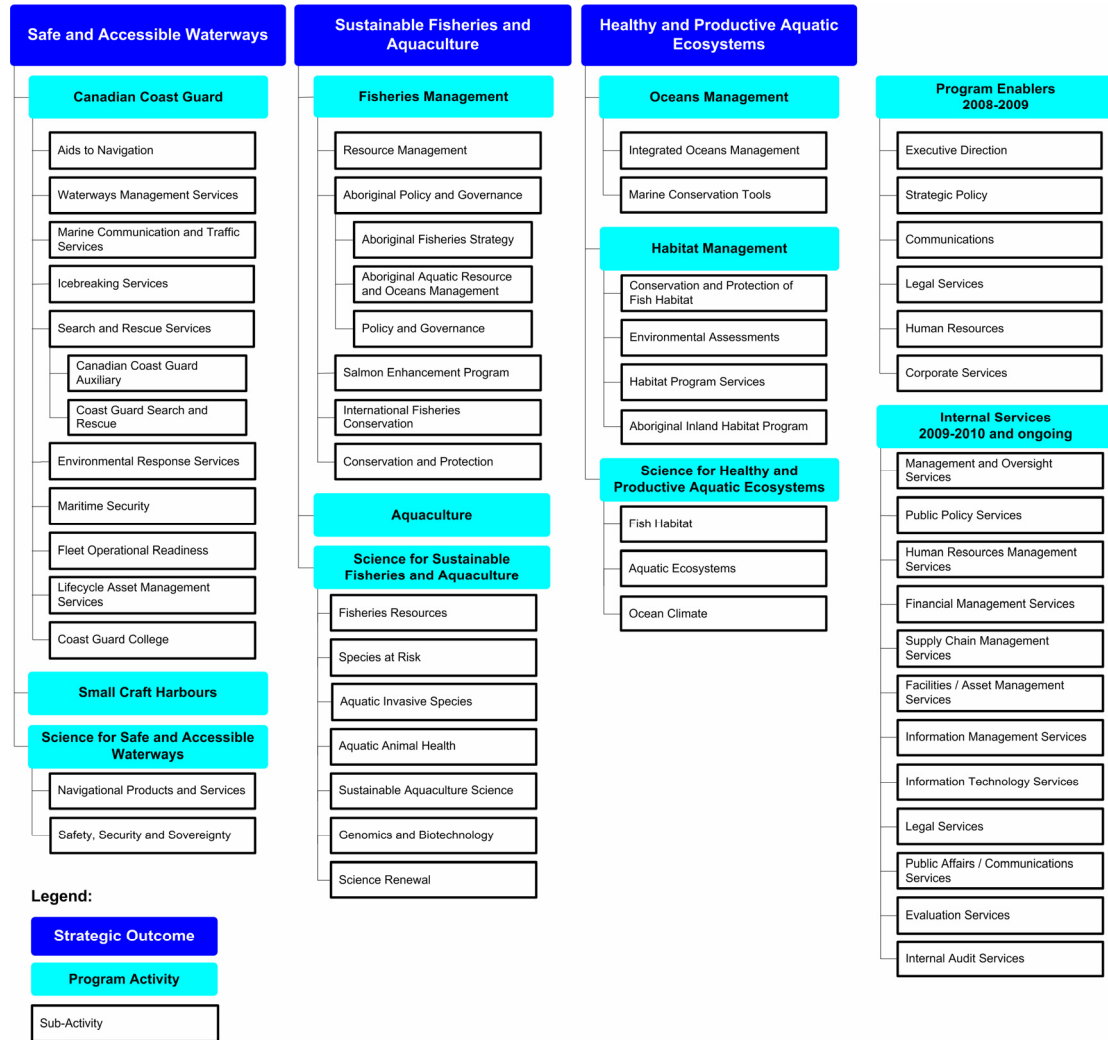 Safe and Accessible Waterways
Canadian Coast Guard
Aids to Navigation
Waterways Management Services
Marine Communication and Traffic
Services
Icebreaking Services
Search and Rescue Services
Canadian Coast Guard
Auxiliary
Coast Guard Search and
Rescue
Environmental Response Services
Maritime Security
Fleet Operational Readiness
Lifecycle Asset Management
Services
Coast Guard College
Small Craft Harbours
Science for Safe and Accessible
Waterways
Navigational Products and Services
Safety, Security and Sovereignty
Sustainable Fisheries and
Aquaculture
Fisheries Management
Resource Management
Aboriginal Policy and Governance
Aboriginal Fisheries Strategy
Aboriginal Aquatic Resource
and Oceans Management
Policy and Governance
Salmon Enhancement Program
International Fisheries
Conservation
Conservation and Protection
Aquaculture
Science for Sustainable
Fisheries and Aquaculture
Fisheries Resources
Species at Risk
Aquatic Invasive Species
Aquatic Animal Health
Sustainable Aquaculture Science
Genomics and Biotechnology
Science Renewal
Healthy and Productive Aquatic
Ecosystems
Oceans Management
Integrated Oceans Management
Marine Conservation Tools
Habitat Management
Conservation and Protection of
Fish Habitat
Environmental Assessments
Habitat Program Services
Aboriginal Inland Habitat Program
Science for Healthy and
Productive Aquatic Ecosystems
Fish Habitat
Aquatic Ecosystems
Ocean Climate
Program Enablers
2008-2009
Executive Direction
Strategic Policy
Communications
Legal Services
Human Resources
Corporate Services
Internal Services
2009-2010 and ongoing
Management and Oversight
Services
Public Policy Services
Human Resources Management
Services
Financial Management Services
Supply Chain Management
Services
Facilities / Asset Management
Services
Information Management Services
Information Technology Services
Legal Services
Public Affairs / Communications
Services
Evaluation Services
Internal Audit Services
Legend:
Strategic Outcome
Program Activity
Sub-Activity